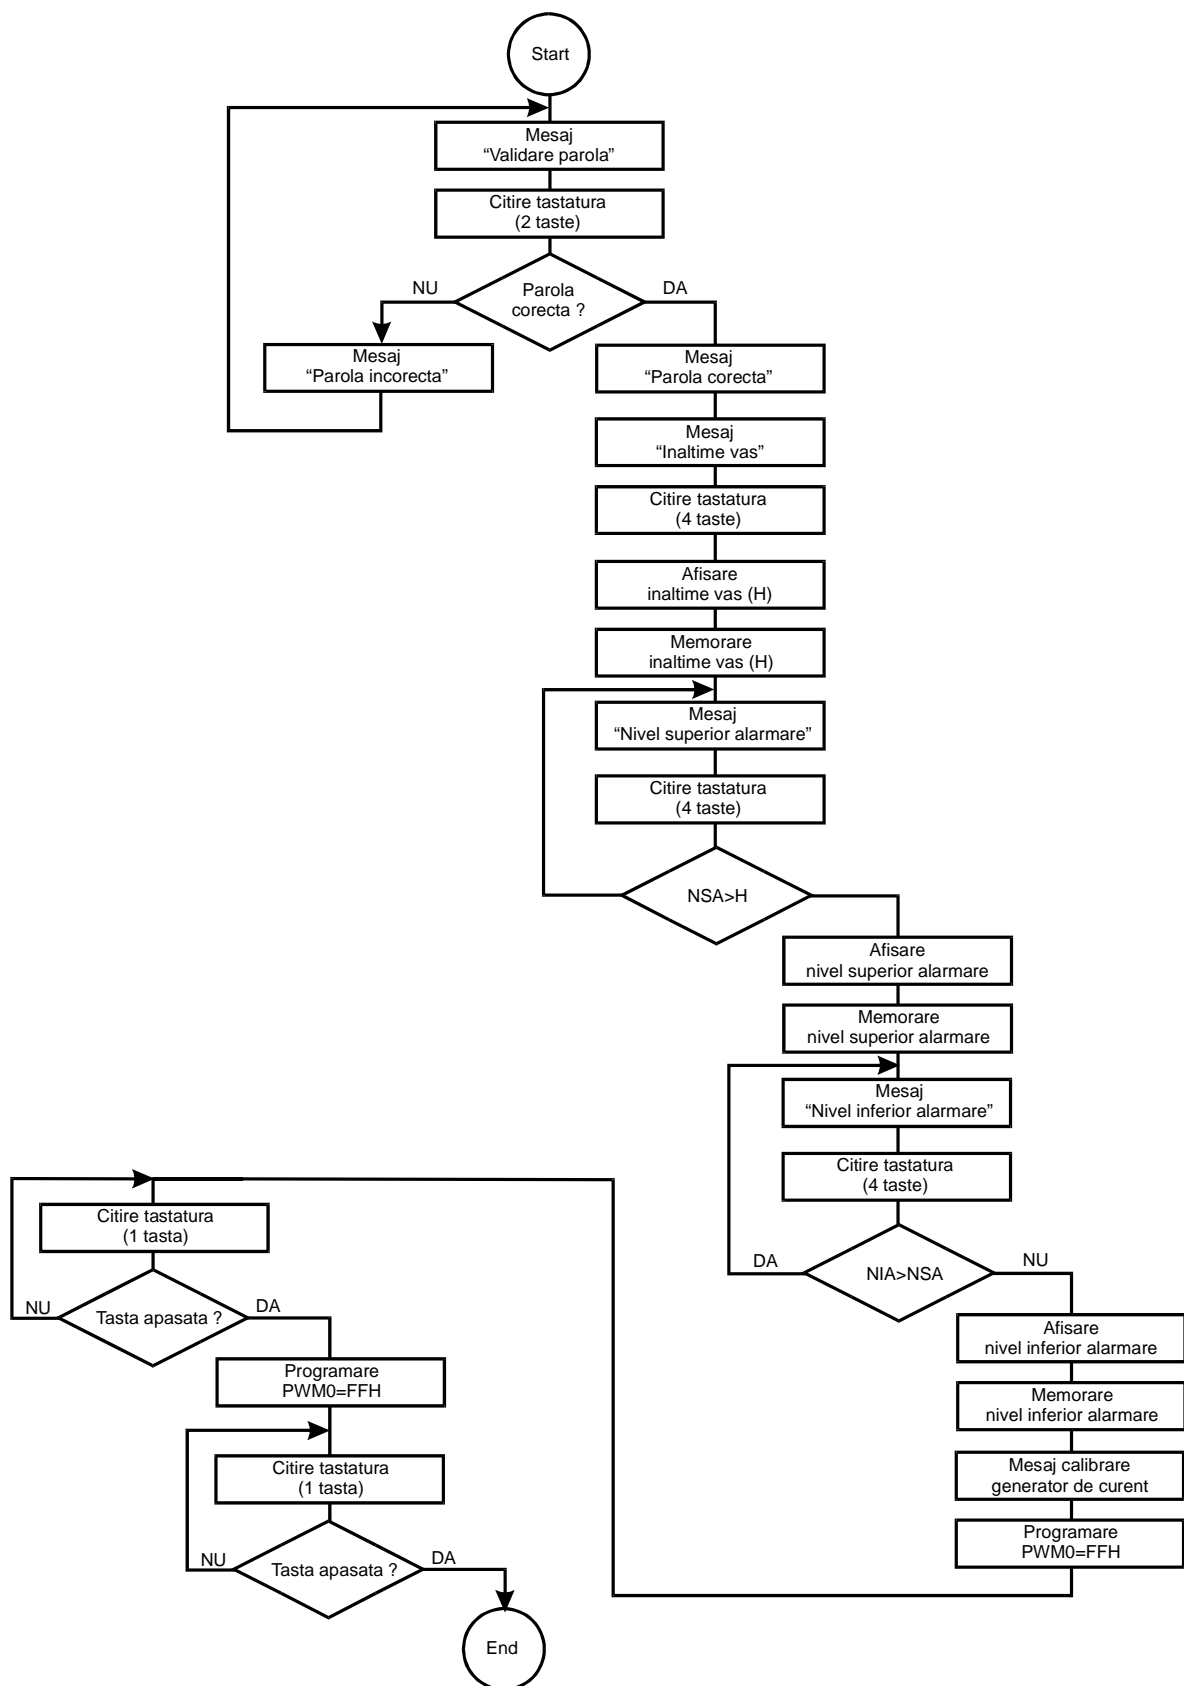 Start
Mesaj
“Validare parola”
Citire tastatura
(2 taste)
Parola
corecta ?
NU
DA
Mesaj
“Parola incorecta”
Mesaj
“Parola corecta”
Mesaj
“Inaltime vas”
Citire tastatura
(4 taste)
Afisare
inaltime vas (H)
Memorare
inaltime vas (H)
Mesaj
“Nivel superior alarmare”
Citire tastatura
(4 taste)
NSA>H
Afisare
nivel superior alarmare
Memorare
nivel superior alarmare
Mesaj
“Nivel inferior alarmare”
Citire tastatura
(4 taste)
NIA>NSA
DA
NU
Afisare
nivel inferior alarmare
Memorare
nivel inferior alarmare
Mesaj calibrare
generator de curent
Programare
PWM0=FFH
Citire tastatura
(1 tasta)
Tasta apasata ?
NU
DA
Programare
PWM0=FFH
Citire tastatura
(1 tasta)
Tasta apasata ?
NU
DA
End